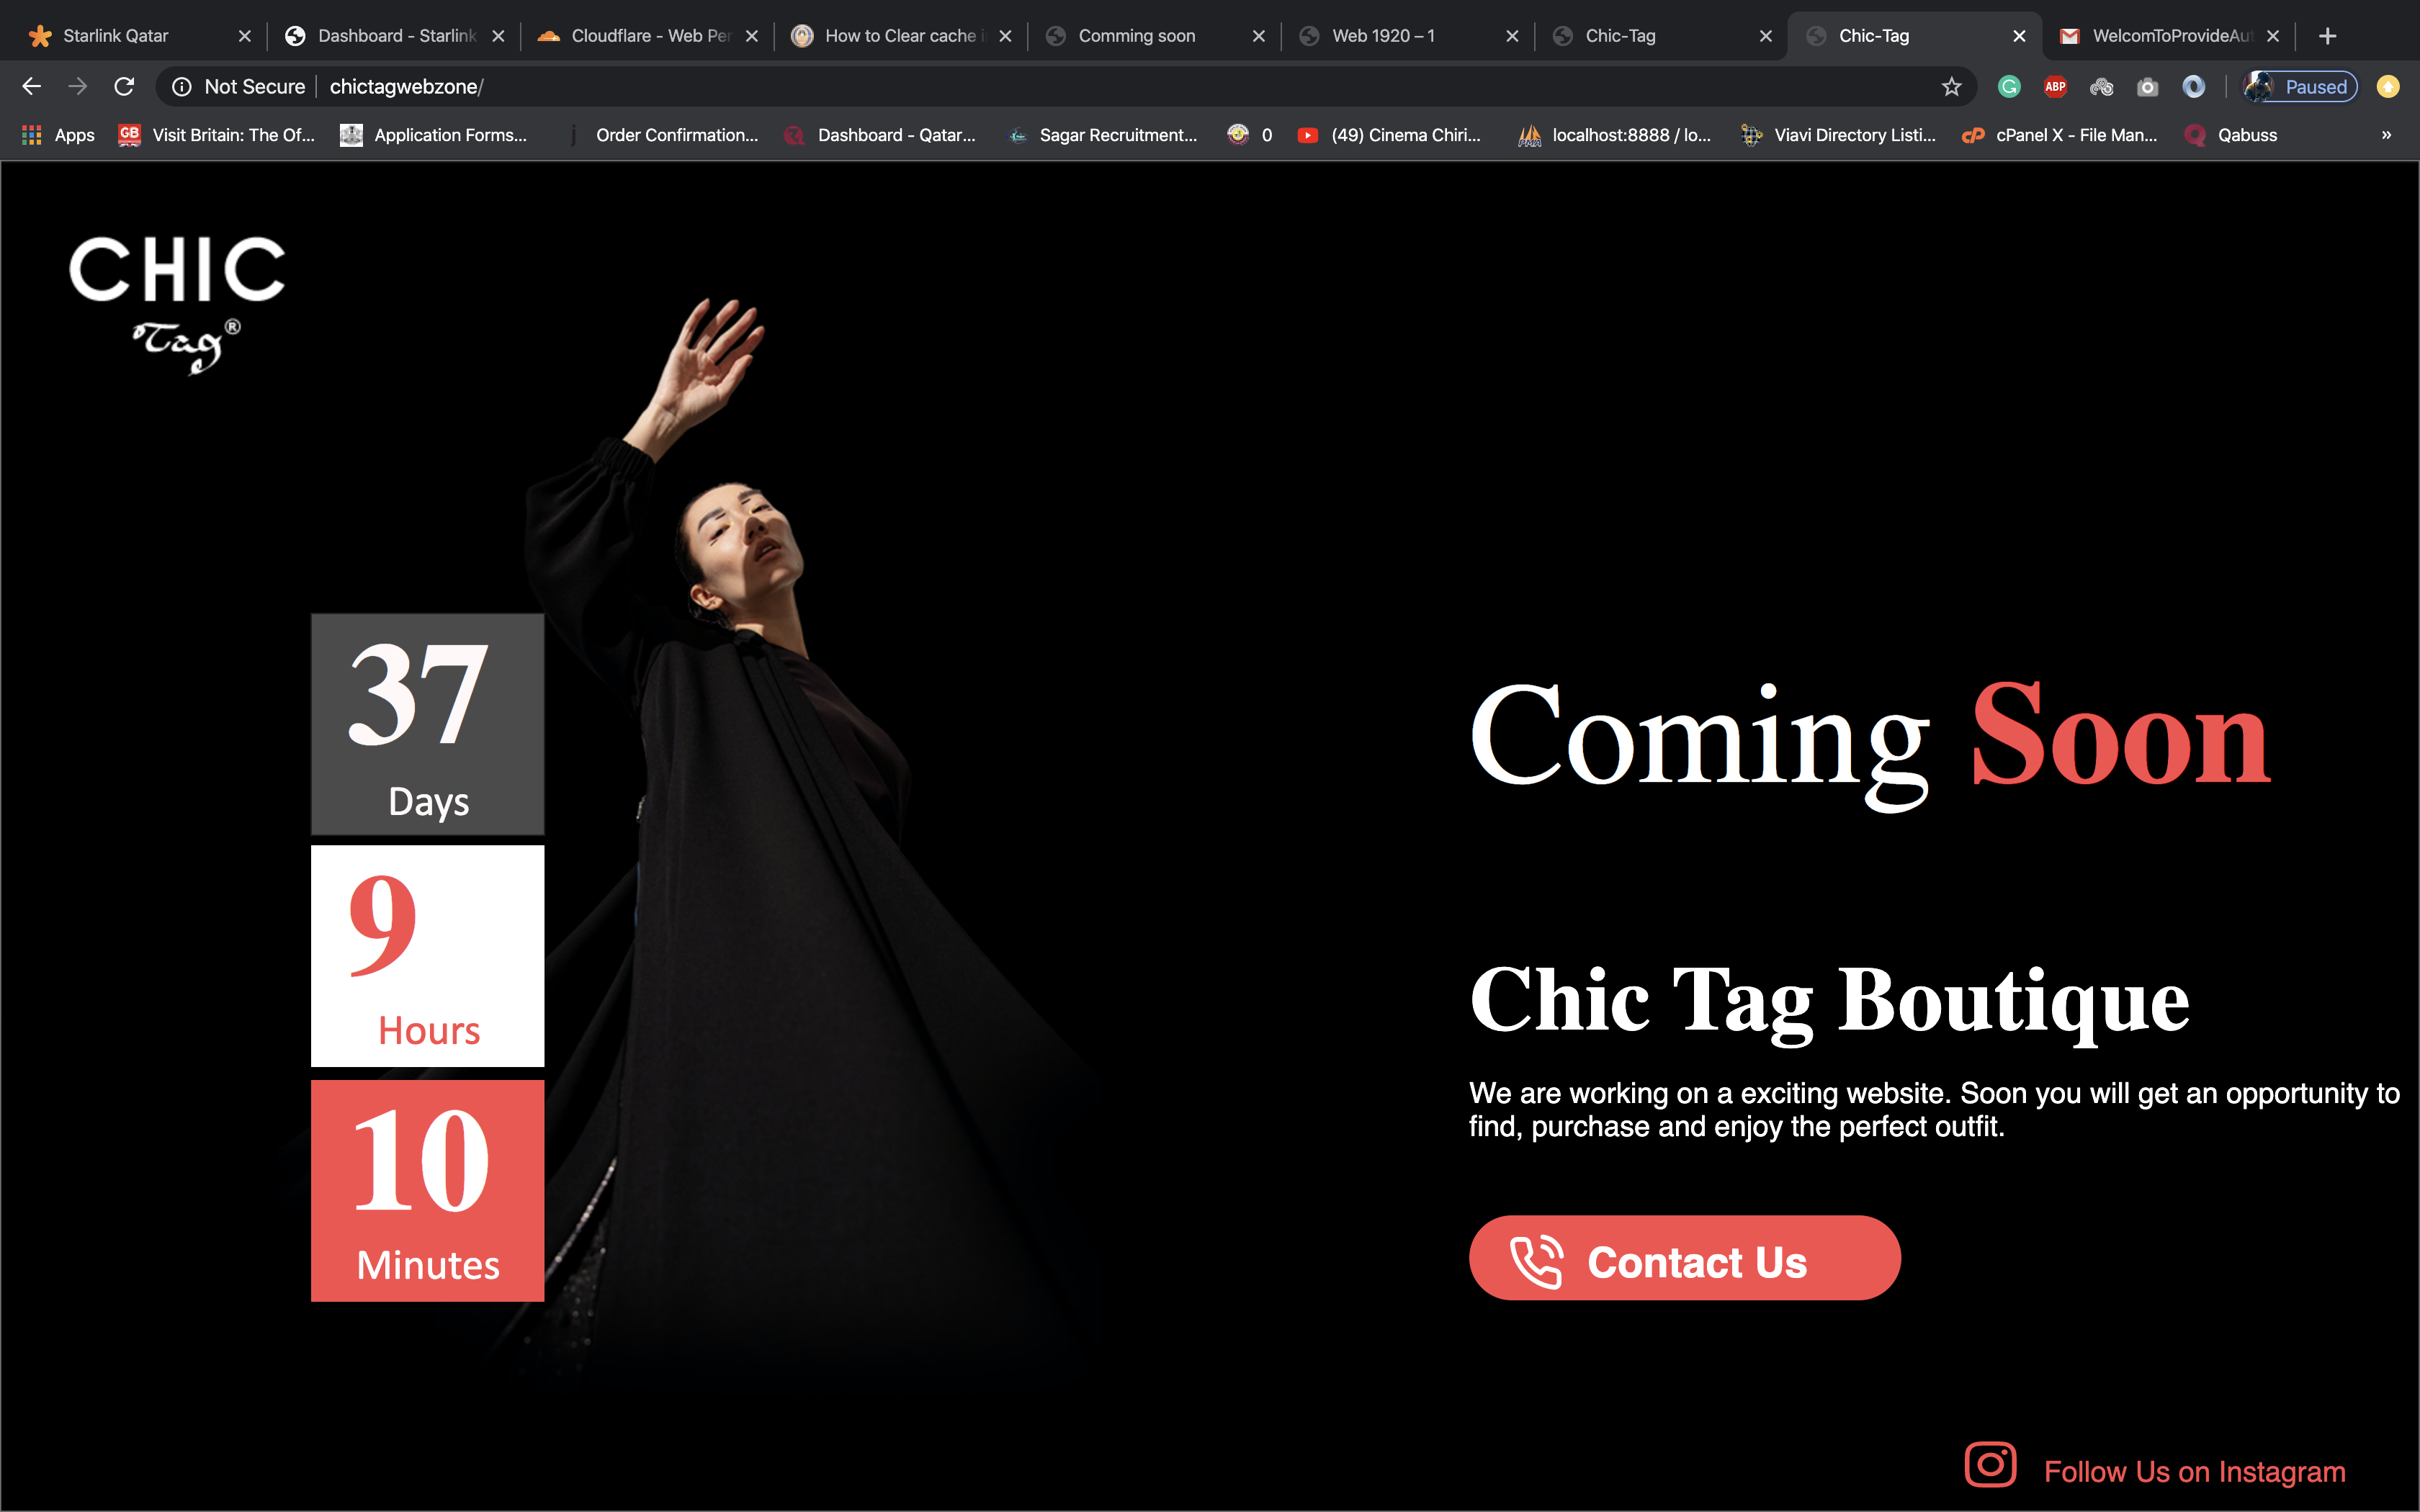 Starlink Qatar
Dashboard - Starlink
Cloudflare - Web Per
How to Clear cache i
Comming soon
Web 1920 – 1
Chic-Tag
Chic-Tag
WelcomToProvideAut
Not Secure
chictagwebzone/
ABP
Paused
Apps
GB
Visit Britain: The Of...
Application Forms...
j
Order Confirmation...
Dashboard - Qatar...
Sagar Recruitment...
0
(49) Cinema Chiri...
PMA
localhost:8888 / lo...
Viavi Directory Listi...
cP
cPanel X - File Man...
Qabuss
»
CHIC
Tag®
37
Days
9
Hours
10
Minutes
Coming Soon
Chic Tag Boutique
We are working on a exciting website. Soon you will get an opportunity to
find, purchase and enjoy the perfect outfit.
Contact Us
Follow Us on Instagram